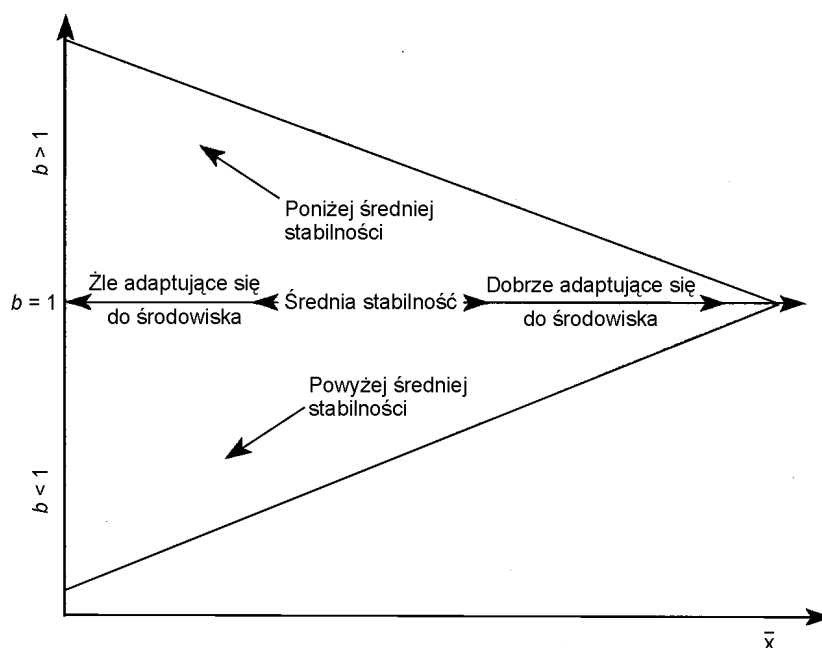 b > 1
Poniżej średniej
stabilności
b = 1
Źle adaptujące się
do środowiska
Średnia stabilność
Dobrze adaptujące się
do środowiska
Powyżej średniej
stabilności
b < 1
x̄